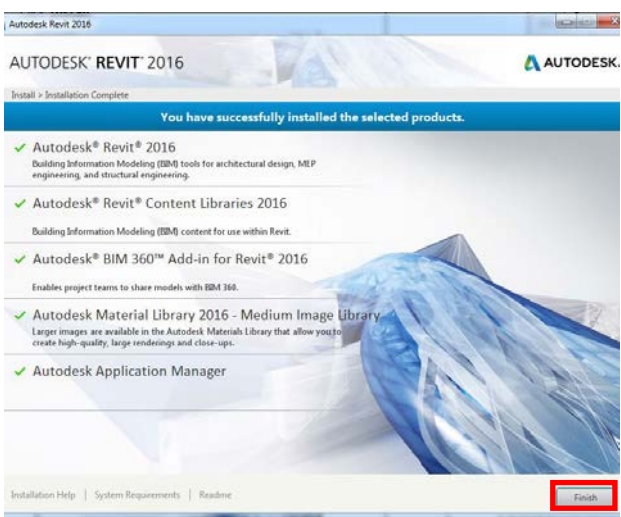 Autodesk Revit 2016
AUTODESK® REVIT® 2016
AUTODESK.
Install > Installation Complete
You have successfully installed the selected products.
Autodesk® Revit® 2016
Building Information Modeling (BIM) tools for architectural design, MEP
engineering, and structural engineering.
Autodesk® Revit® Content Libraries 2016
Building Information Modeling (BIM) content for use within Revit.
Autodesk® BIM 360™ Add-in for Revit® 2016
Enables project teams to share models with BIM 360.
Autodesk Material Library 2016 - Medium Image Library
Larger images are available in the Autodesk Materials Library that allow you to
create high-quality, large renderings and close-ups.
Autodesk Application Manager
Installation Help | System Requirements | Readme
Finish